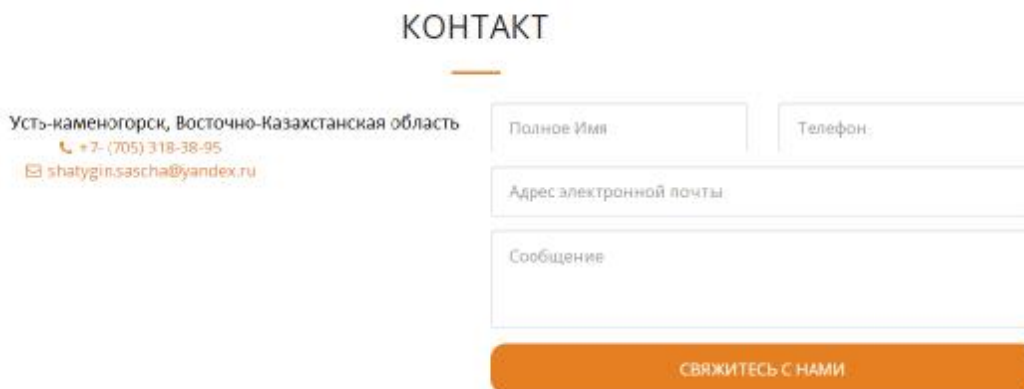 КОНТАКТ
Усть-каменогорск, Восточно-Казахстанская область
+7- (705) 318-38-95
shatygin.sascha@yandex.ru
Полное Имя
Телефон
Адрес электронной почты
Сообщение
СВЯЖИТЕСЬ С НАМИ